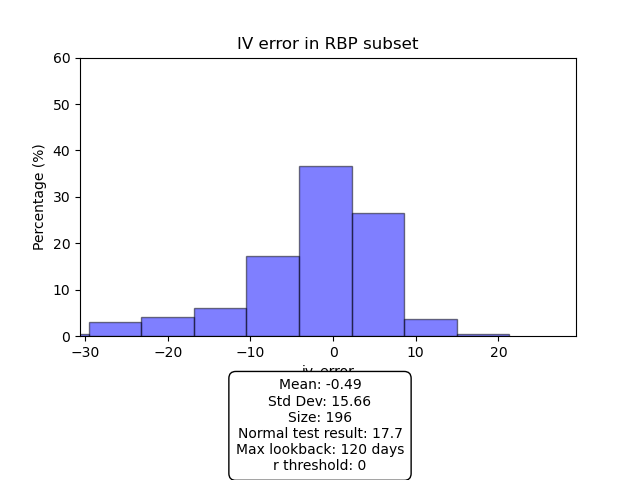 IV error in RBP subset
60
50
40
30
20
10
0
Percentage (%)
−30
−20
−10
0
10
20
iv_error
Mean: -0.49
Std Dev: 15.66
Size: 196
Normal test result: 17.7
Max lookback: 120 days
r threshold: 0